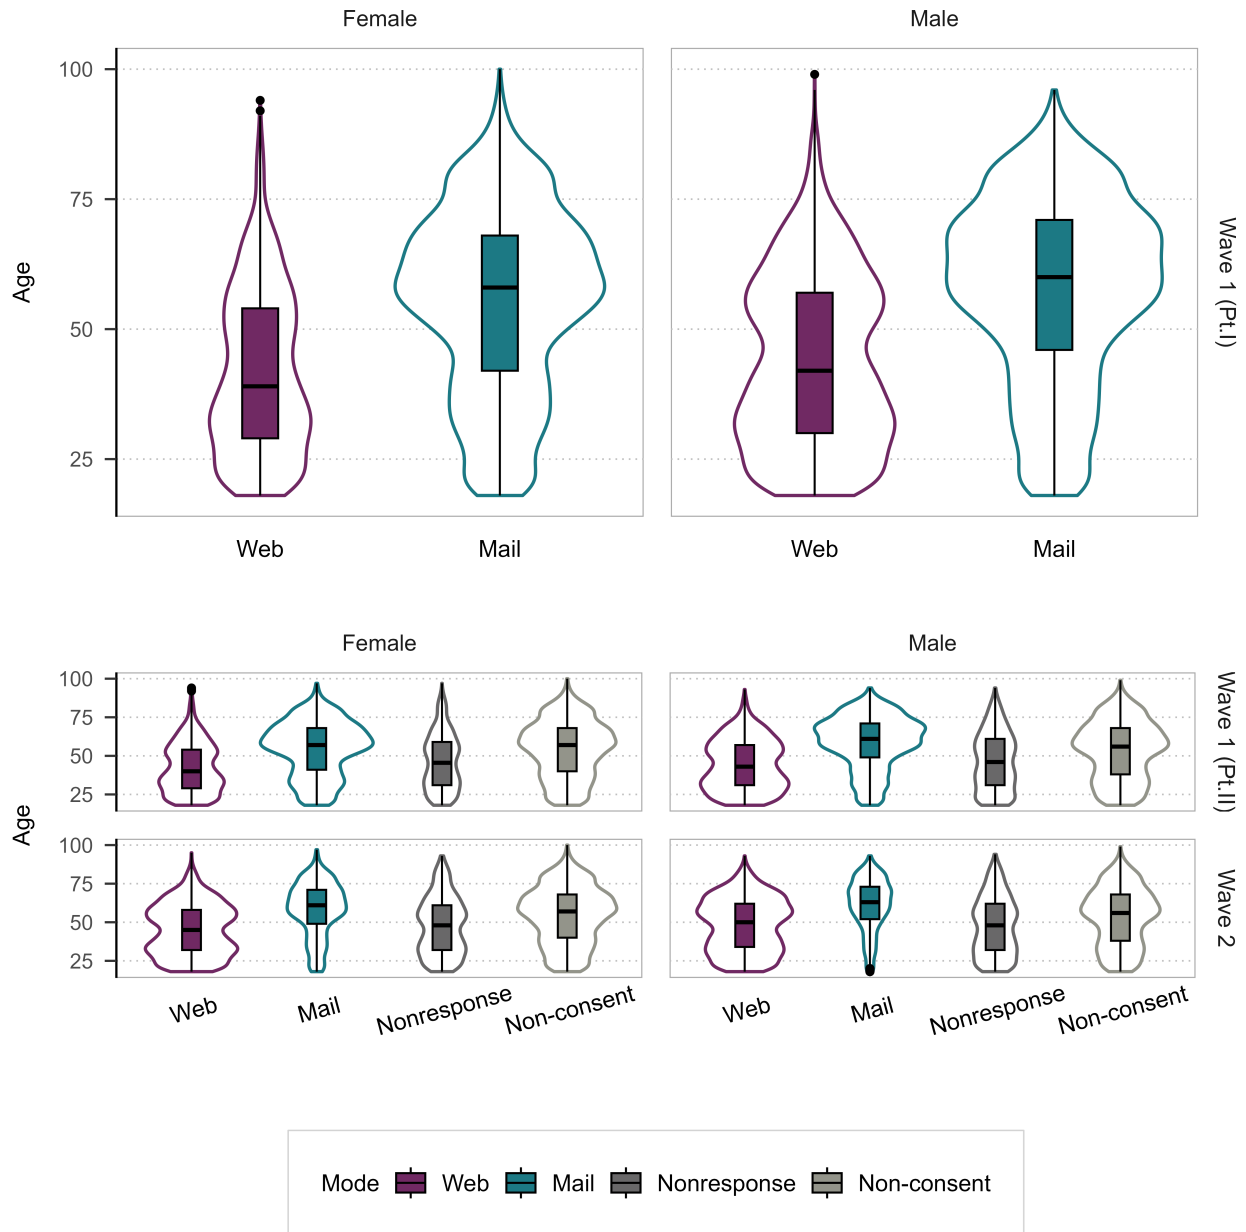 Female Male
100
75
50
25
Age
Wave 1 (Pt.I)
Web Mail Web Mail
Female Male
100
75
50
25
Wave 1 (Pt.II)
Age
100
75
50
25
Wave 2
Web Mail Nonresponse Non-consent Web Mail Nonresponse Non-consent
Mode Web Mail Nonresponse Non-consent